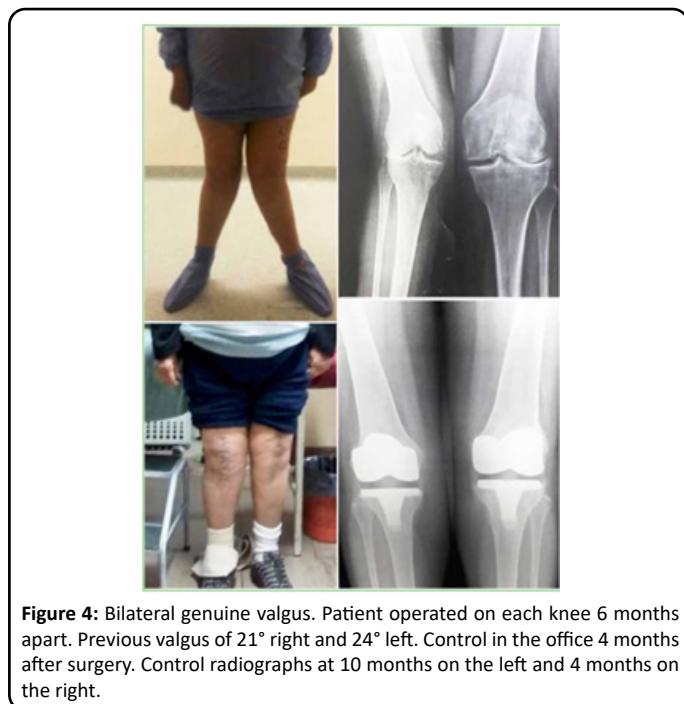 Figure 4: Bilateral genuine valgus. Patient operated on each knee 6 months
apart. Previous valgus of 21° right and 24° left. Control in the office 4 months
after surgery. Control radiographs at 10 months on the left and 4 months on
the right.